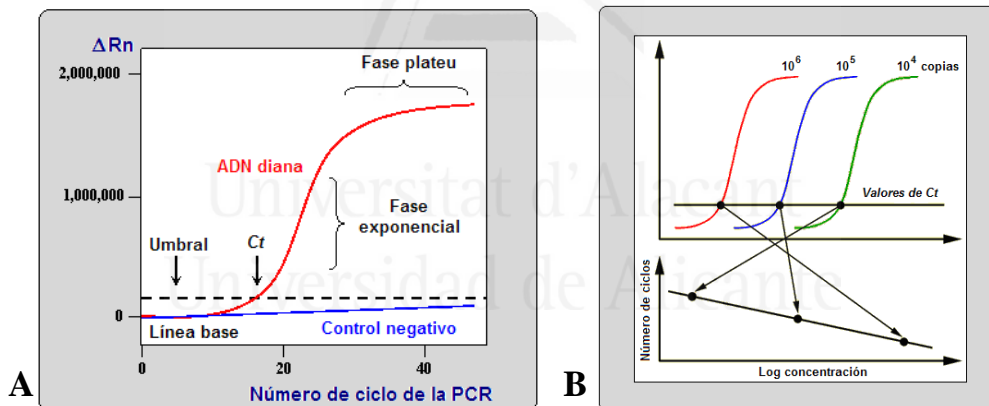 ΔRn
2,000,000
Fase plateu
ADN diana
1,000,000
Fase
exponencial
Umbral
Ct
0
Línea base
Control negativo
0
20
40
Número de ciclo de la PCR
A
10⁶
10⁵
10⁴ copias
Valores de Ct
Número de ciclos
Log concentración
B
Universitat d'Alacant
Universidad de Alicante